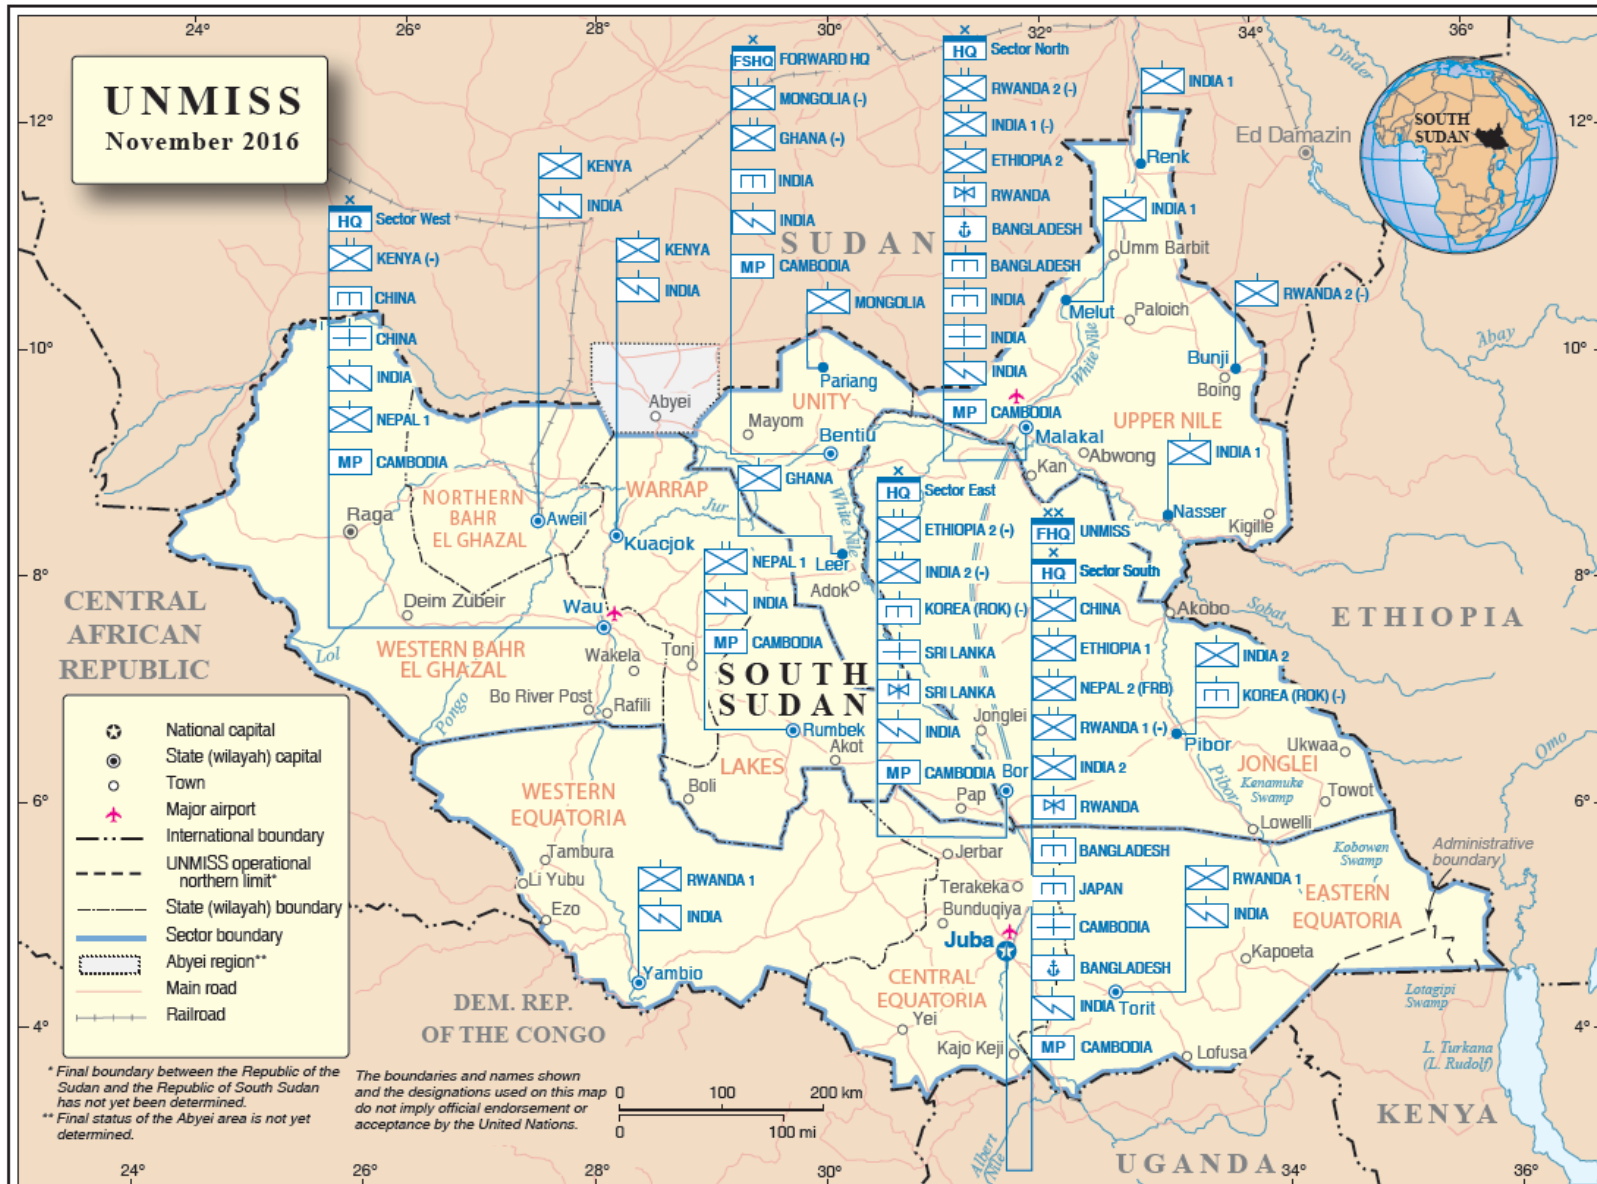 24°
26°
28°
30°
32°
34°
36°
UNMISS
November 2016
12°
12°
10°
10°
8°
8°
6°
6°
4°
4°
HQ Sector West
KENYA (-)
CHINA
CHINA
INDIA
NEPAL 1
MP CAMBODIA
KENYA
INDIA
KENYA
INDIA
FSHQ FORWARD HQ
MONGOLIA (-)
GHANA (-)
INDIA
INDIA
MP CAMBODIA
MONGOLIA
HQ Sector North
RWANDA 2 (-)
INDIA 1 (-)
ETHIOPIA 2
RWANDA
BANGLADESH
BANGLADESH
INDIA
INDIA
INDIA
MP CAMBODIA
INDIA 1
INDIA 1
RWANDA 2 (-)
INDIA 1
GHANA
NEPAL 1
INDIA
MP CAMBODIA
HQ Sector East
ETHIOPIA 2 (-)
INDIA 2 (-)
KOREA (ROK) (-)
SRI LANKA
SRI LANKA
INDIA
MP CAMBODIA
FHQ UNMISS
HQ Sector South
CHINA
ETHIOPIA 1
NEPAL 2 (FRB)
RWANDA 1 (-)
INDIA 2
RWANDA
BANGLADESH
JAPAN
CAMBODIA
BANGLADESH
INDIA
MP CAMBODIA
INDIA 2
KOREA (ROK) (-)
RWANDA 1
INDIA
RWANDA 1
INDIA
SOUTH
SUDAN
SUDAN
Dinder
Ed Damazin
Abay
Renk
Umm Barbit
Melut
Paloich
White Nile
Bunji
Boing
UPPER NILE
Malakal
Abwong
Kan
Nasser
Kigille
Pariang
UNITY
Abyei
Mayom
Bentiu
WARRAP
Jur
White Nile
Leer
Adok
NORTHERN
BAHR
EL GHAZAL
Raga
Aweil
Kuacjok
Deim Zubeir
Wau
WESTERN BAHR
EL GHAZAL
Lol
Pongo
Wakela
Tonj
Bo River Post
Rafili
SOUTH
SUDAN
Rumbek
Akot
LAKES
Boli
Jonglei
Bor
Pap
Akobo
Sobat
ETHIOPIA
Pibor
Pibor
JONGLEI
Ukwaa
Kenamuke
Swamp
Towot
Lowelli
Omo
Kobowen
Swamp
Administrative
boundary
CENTRAL
AFRICAN
REPUBLIC
WESTERN
EQUATORIA
Tambura
Li Yubu
Ezo
Yambio
Jerbar
Terakeka
Bunduqiya
Juba
CENTRAL
EQUATORIA
Yei
Kajo Keji
EASTERN
EQUATORIA
Kapoeta
Torit
Lofusa
Lotagipi
Swamp
L. Turkana
(L. Rudolf)
DEM. REP.
OF THE CONGO
Albert
Nile
UGANDA
KENYA
National capital
State (wilayah) capital
Town
Major airport
International boundary
UNMISS operational
northern limit*
State (wilayah) boundary
Sector boundary
Abyei region**
Main road
Railroad
* Final boundary between the Republic of the
Sudan and the Republic of South Sudan
has not yet been determined.
** Final status of the Abyei area is not yet
determined.
The boundaries and names shown
and the designations used on this map
do not imply official endorsement or
acceptance by the United Nations.
0 100 200 km
0 100 mi
24°
26°
28°
30°
34°
36°